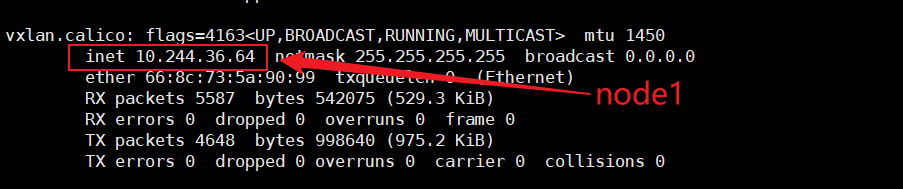 vxlan.calico: flags=4163<UP,BROADCAST,RUNNING,MULTICAST>  mtu 1450
inet 10.244.36.64  netmask 255.255.255.255  broadcast 0.0.0.0
ether 66:8c:73:5a:90:99  txqueuelen 0  (Ethernet)
node1
RX packets 5587  bytes 542075 (529.3 KiB)
RX errors 0  dropped 0  overruns 0  frame 0
TX packets 4648  bytes 998640 (975.2 KiB)
TX errors 0  dropped 0 overruns 0  carrier 0  collisions 0